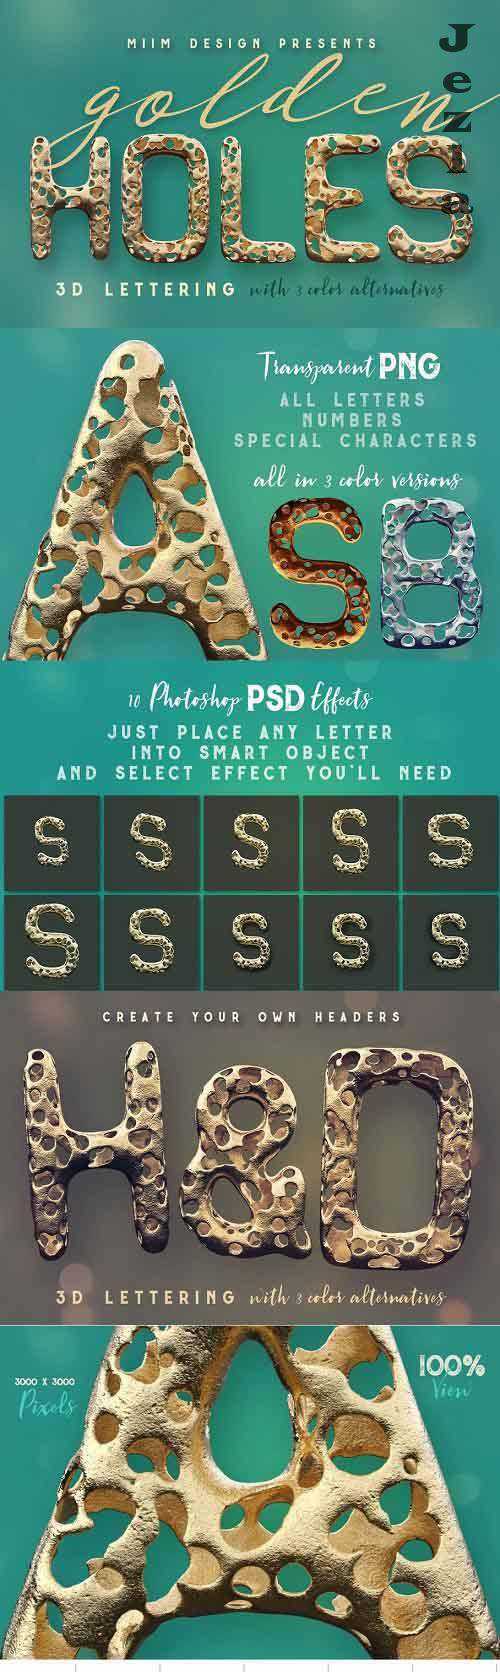 MIIM DESIGN PRESENTS
Jezia
golden
HOLES
3D LETTERING with 3 color alternatives
Transparent PNG
ALL LETTERS
NUMBERS
SPECIAL CHARACTERS
all in 3 color versions
A S B
10 Photoshop PSD Effects
JUST PLACE ANY LETTER
INTO SMART OBJECT
AND SELECT EFFECT YOU'LL NEED
S S S S S
S S S S S
CREATE YOUR OWN HEADERS
H&O
3D LETTERING with 3 color alternatives
3000 X 3000
Pixels
100%
View
A